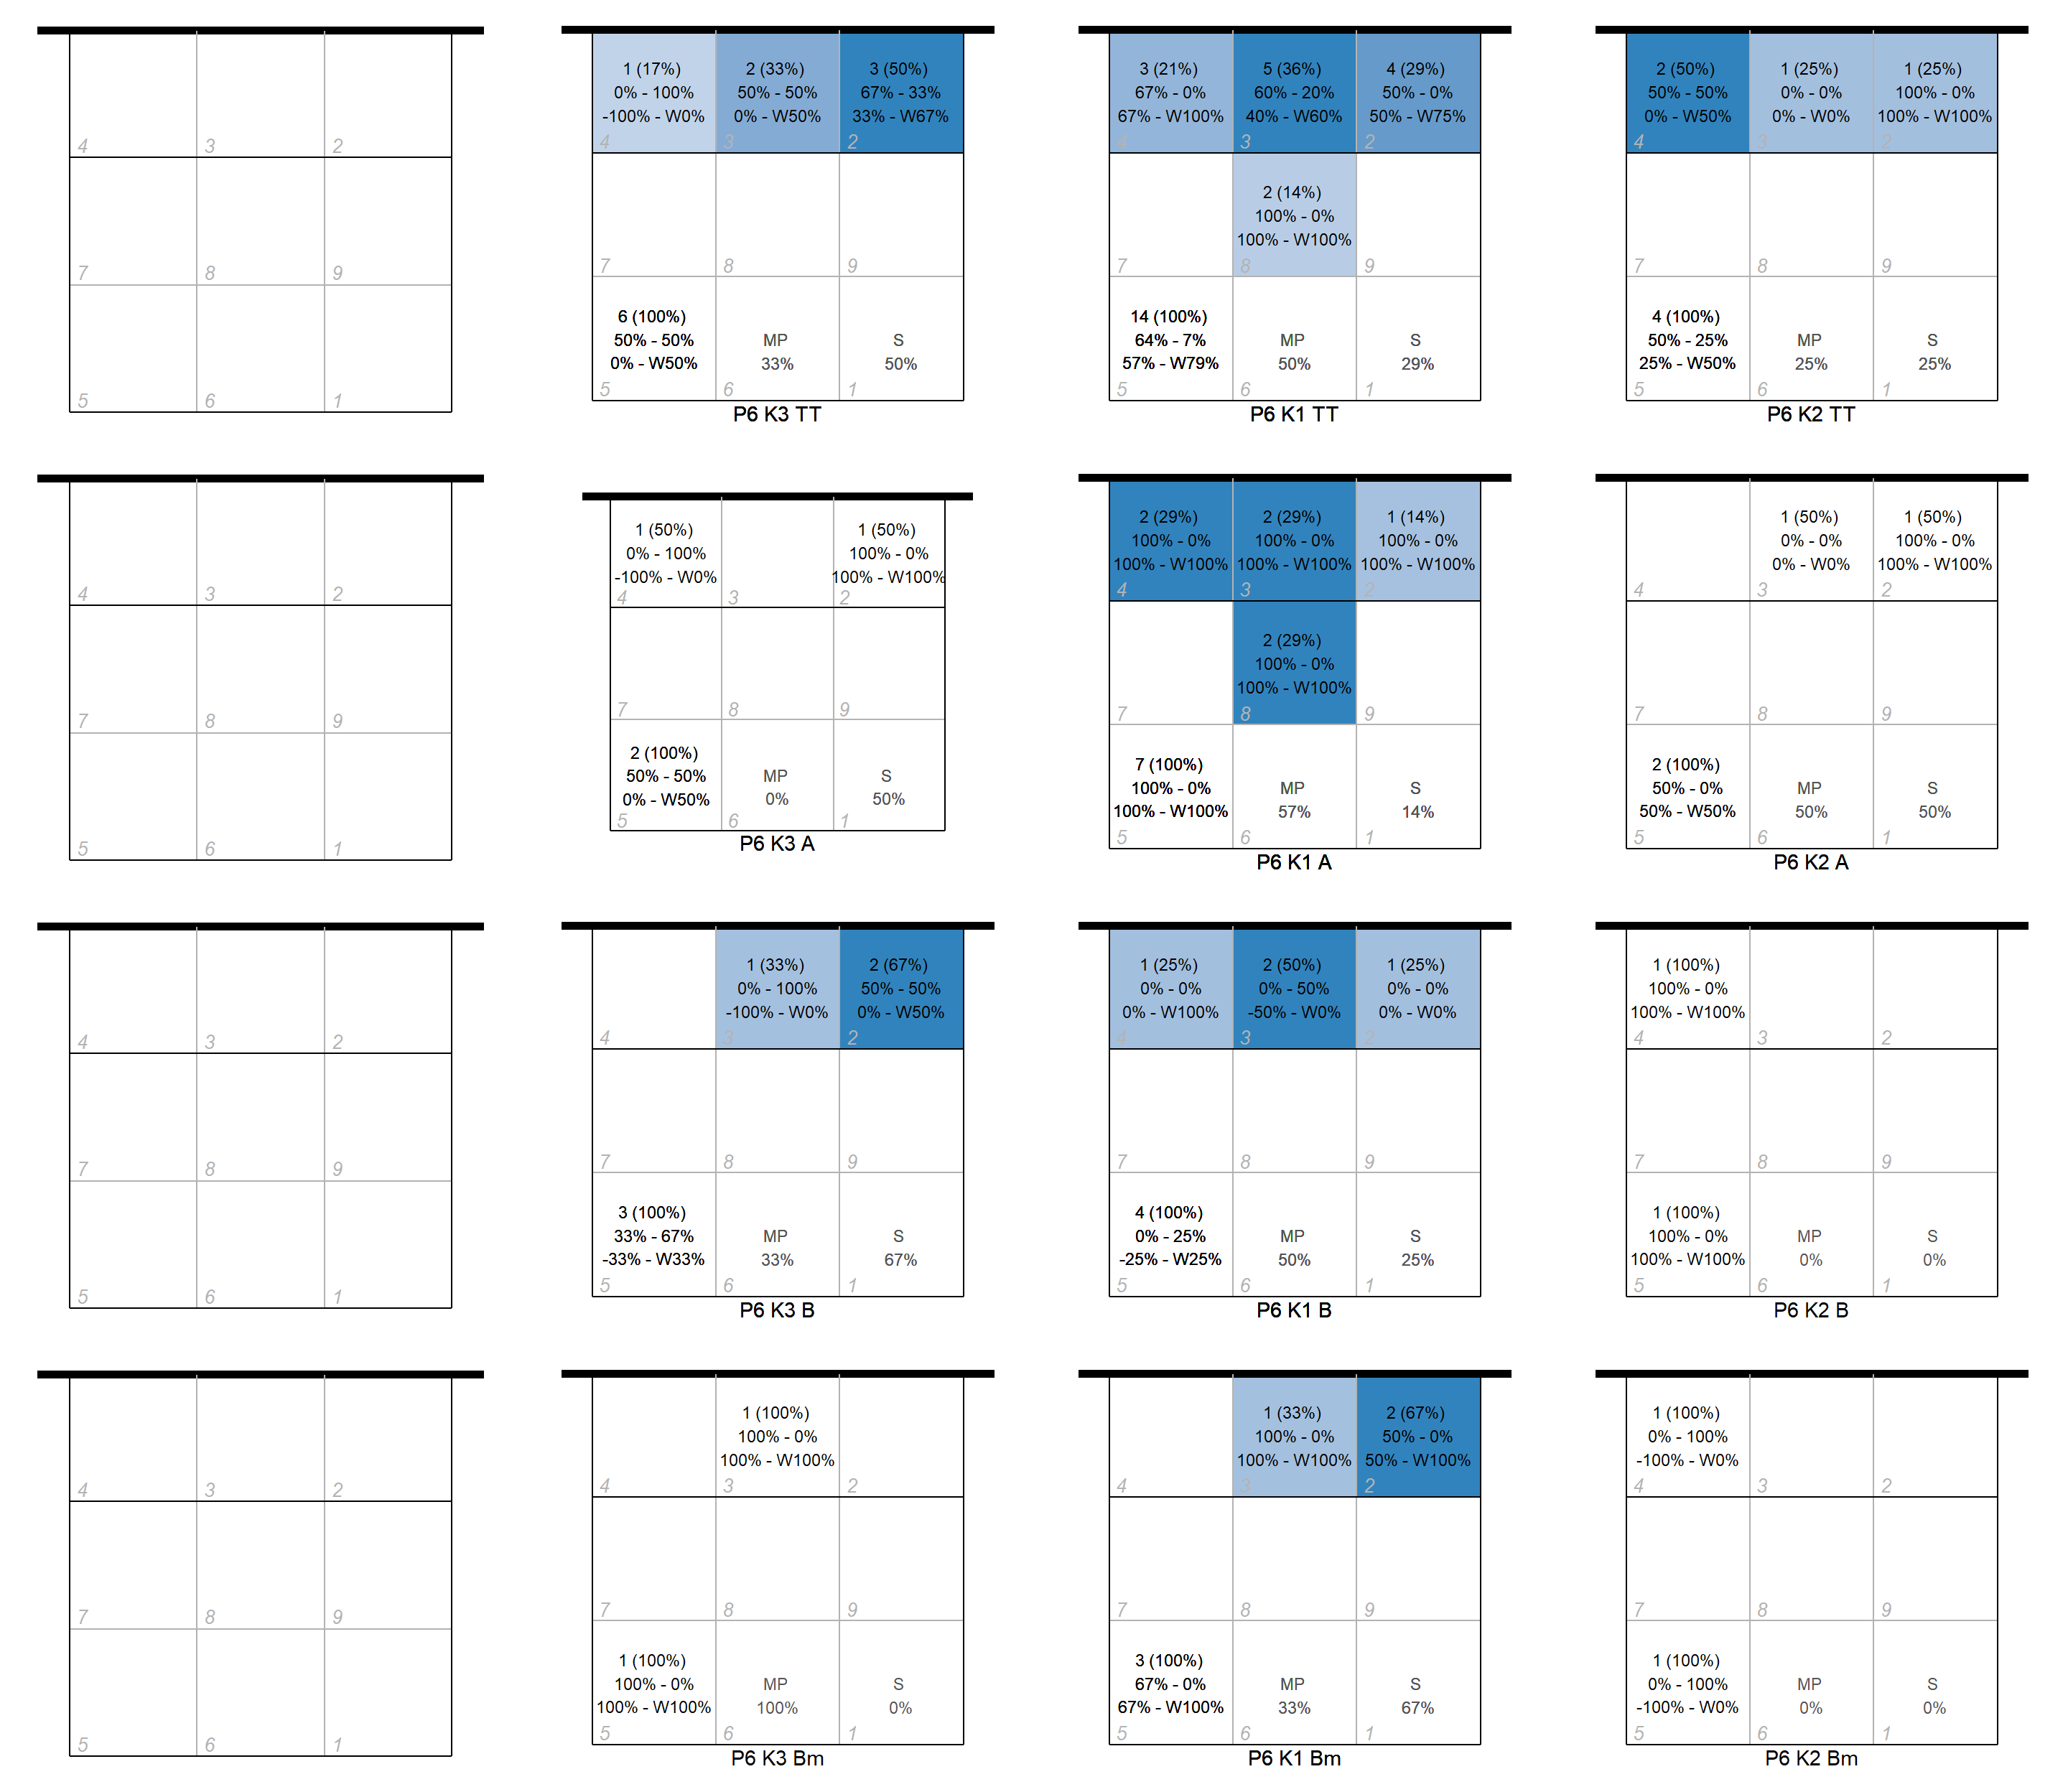 4
3
2
7
8
9
5
6
1
1 (17%)
0% - 100%
-100% - W0%
4
2 (33%)
50% - 50%
0% - W50%
3
3 (50%)
67% - 33%
33% - W67%
2
7
8
9
6 (100%)
50% - 50%
0% - W50%
5
MP
33%
6
S
50%
1
P6 K3 TT
3 (21%)
67% - 0%
67% - W100%
4
5 (36%)
60% - 20%
40% - W60%
3
4 (29%)
50% - 0%
50% - W75%
2
7
2 (14%)
100% - 0%
100% - W100%
8
9
14 (100%)
64% - 7%
57% - W79%
5
MP
50%
6
S
29%
1
P6 K1 TT
2 (50%)
50% - 50%
0% - W50%
4
1 (25%)
0% - 0%
0% - W0%
3
1 (25%)
100% - 0%
100% - W100%
2
7
8
9
4 (100%)
50% - 25%
25% - W50%
5
MP
25%
6
S
25%
1
P6 K2 TT
4
3
2
7
8
9
5
6
1
1 (50%)
0% - 100%
-100% - W0%
4
3
1 (50%)
100% - 0%
100% - W100%
2
7
8
9
2 (100%)
50% - 50%
0% - W50%
5
MP
0%
6
S
50%
1
P6 K3 A
2 (29%)
100% - 0%
100% - W100%
4
2 (29%)
100% - 0%
100% - W100%
3
1 (14%)
100% - 0%
100% - W100%
2
7
2 (29%)
100% - 0%
100% - W100%
8
9
7 (100%)
100% - 0%
100% - W100%
5
MP
57%
6
S
14%
1
P6 K1 A
4
1 (50%)
0% - 0%
0% - W0%
3
1 (50%)
100% - 0%
100% - W100%
2
7
8
9
2 (100%)
50% - 0%
50% - W50%
5
MP
50%
6
S
50%
1
P6 K2 A
4
3
2
7
8
9
5
6
1
4
1 (33%)
0% - 100%
-100% - W0%
3
2 (67%)
50% - 50%
0% - W50%
2
7
8
9
3 (100%)
33% - 67%
-33% - W33%
5
MP
33%
6
S
67%
1
P6 K3 B
1 (25%)
0% - 0%
0% - W100%
4
2 (50%)
0% - 50%
-50% - W0%
3
1 (25%)
0% - 0%
0% - W0%
2
7
8
9
4 (100%)
0% - 25%
-25% - W25%
5
MP
50%
6
S
25%
1
P6 K1 B
1 (100%)
100% - 0%
100% - W100%
4
3
2
7
8
9
1 (100%)
100% - 0%
100% - W100%
5
MP
0%
6
S
0%
1
P6 K2 B
4
3
2
7
8
9
5
6
1
4
1 (100%)
100% - 0%
100% - W100%
3
2
7
8
9
1 (100%)
100% - 0%
100% - W100%
5
MP
100%
6
S
0%
1
P6 K3 Bm
4
1 (33%)
100% - 0%
100% - W100%
3
2 (67%)
50% - 0%
50% - W100%
2
7
8
9
3 (100%)
67% - 0%
67% - W100%
5
MP
33%
6
S
67%
1
P6 K1 Bm
1 (100%)
0% - 100%
-100% - W0%
4
3
2
7
8
9
1 (100%)
0% - 100%
-100% - W0%
5
MP
0%
6
S
0%
1
P6 K2 Bm